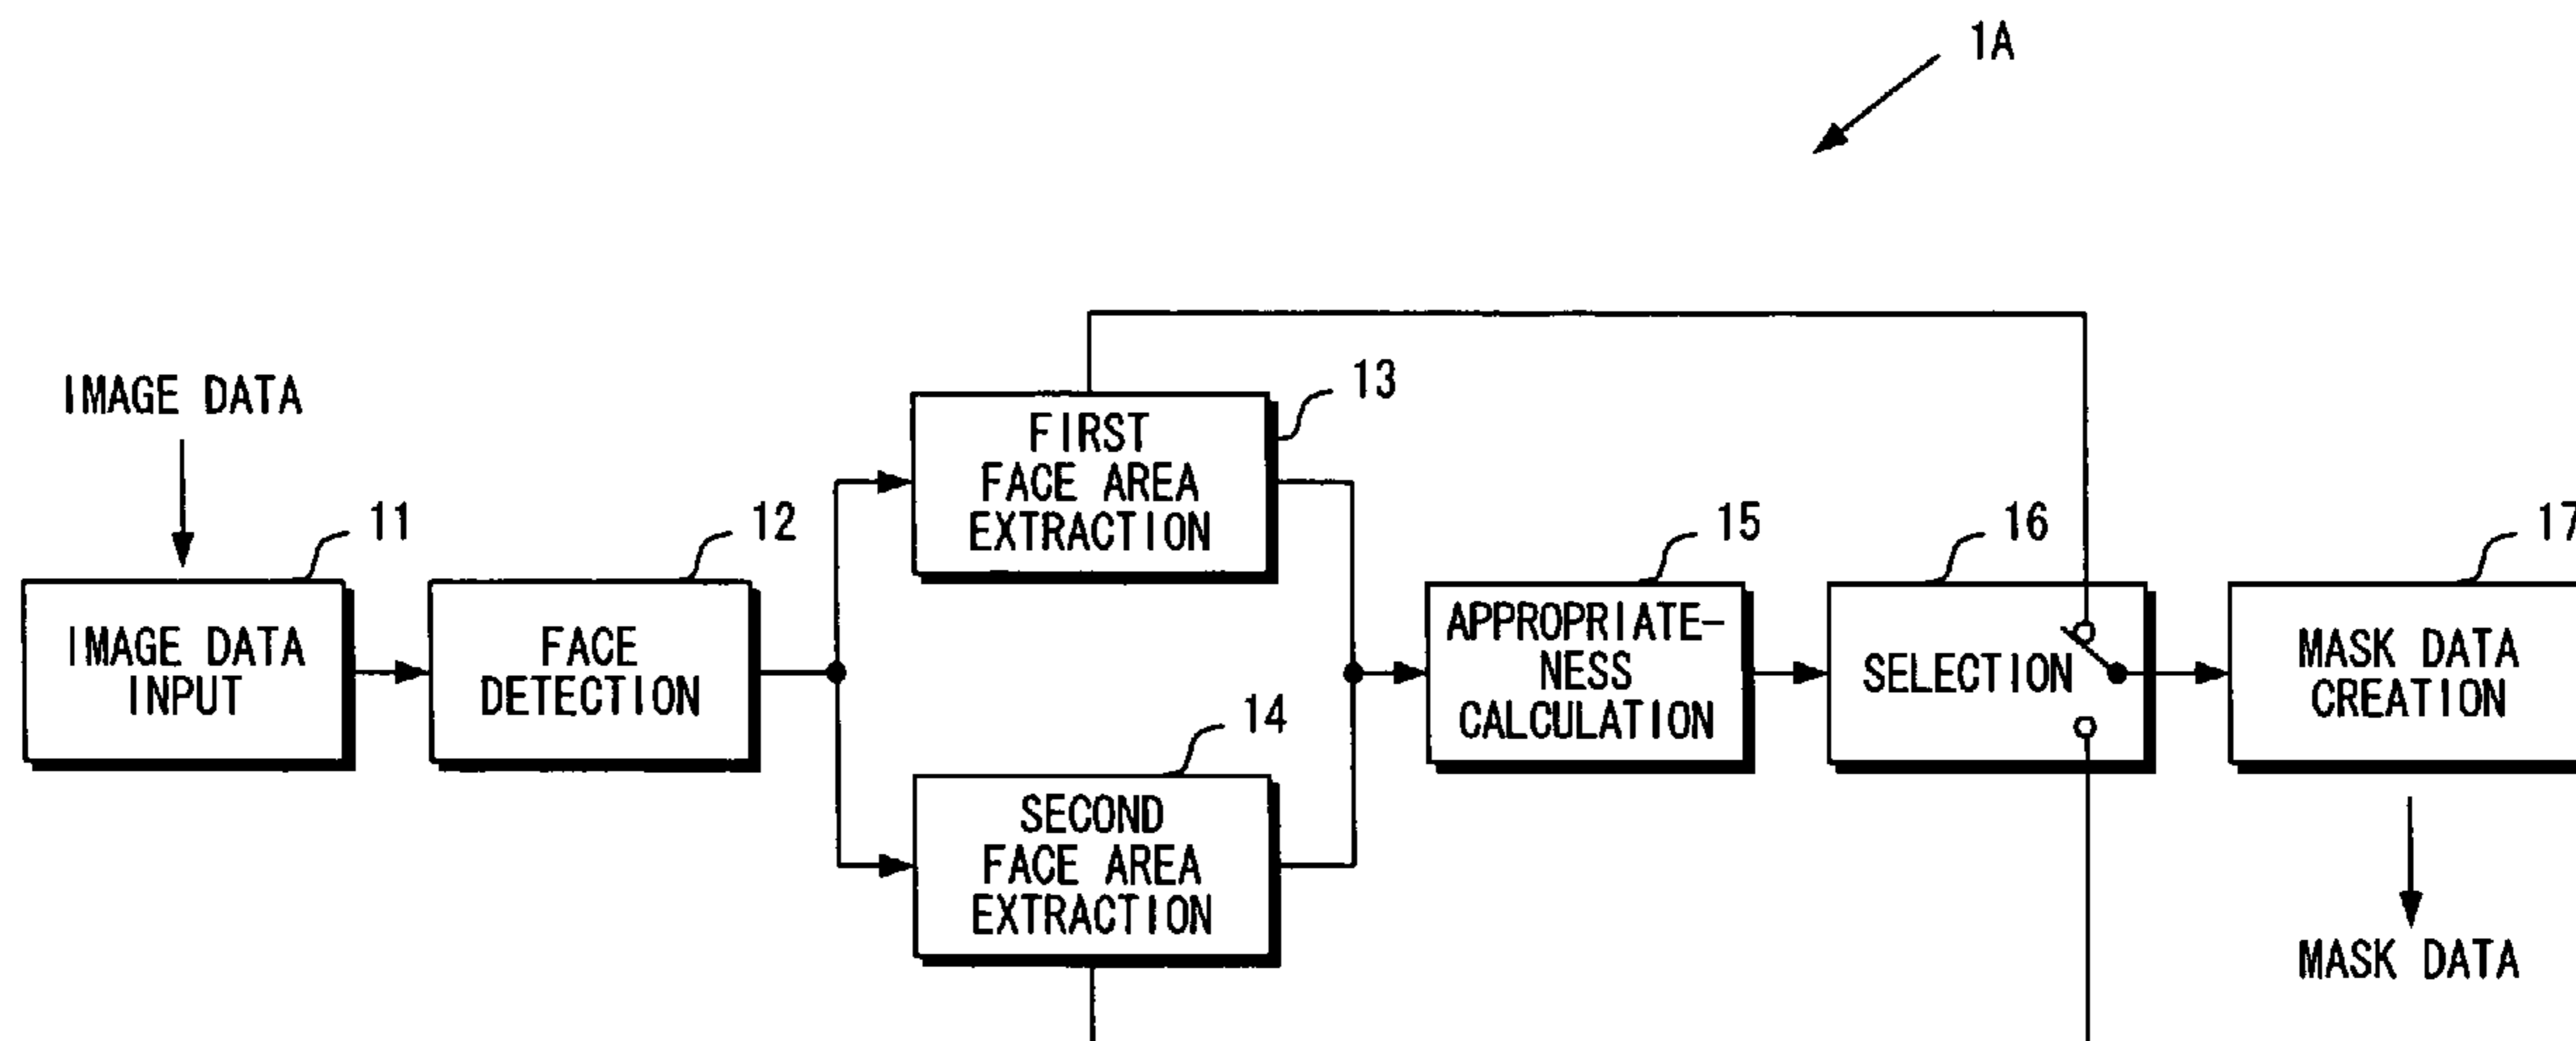 1A
IMAGE DATA
11
IMAGE DATA
INPUT
12
FACE
DETECTION
13
FIRST
FACE AREA
EXTRACTION
14
SECOND
FACE AREA
EXTRACTION
15
APPROPRIATE-
NESS
CALCULATION
16
SELECTION
17
MASK DATA
CREATION
MASK DATA